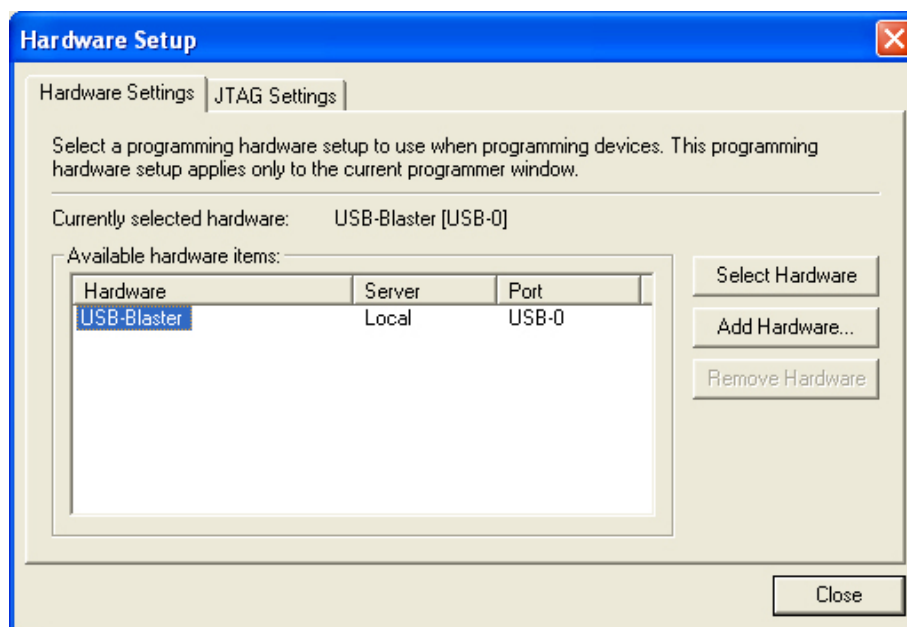 Hardware Setup
Hardware Settings
JTAG Settings
Select a programming hardware setup to use when programming devices. This programming
hardware setup applies only to the current programmer window.
Currently selected hardware: USB-Blaster [USB-0]
Available hardware items:
Hardware Server Port
USB-Blaster Local USB-0
Select Hardware
Add Hardware...
Remove Hardware
Close